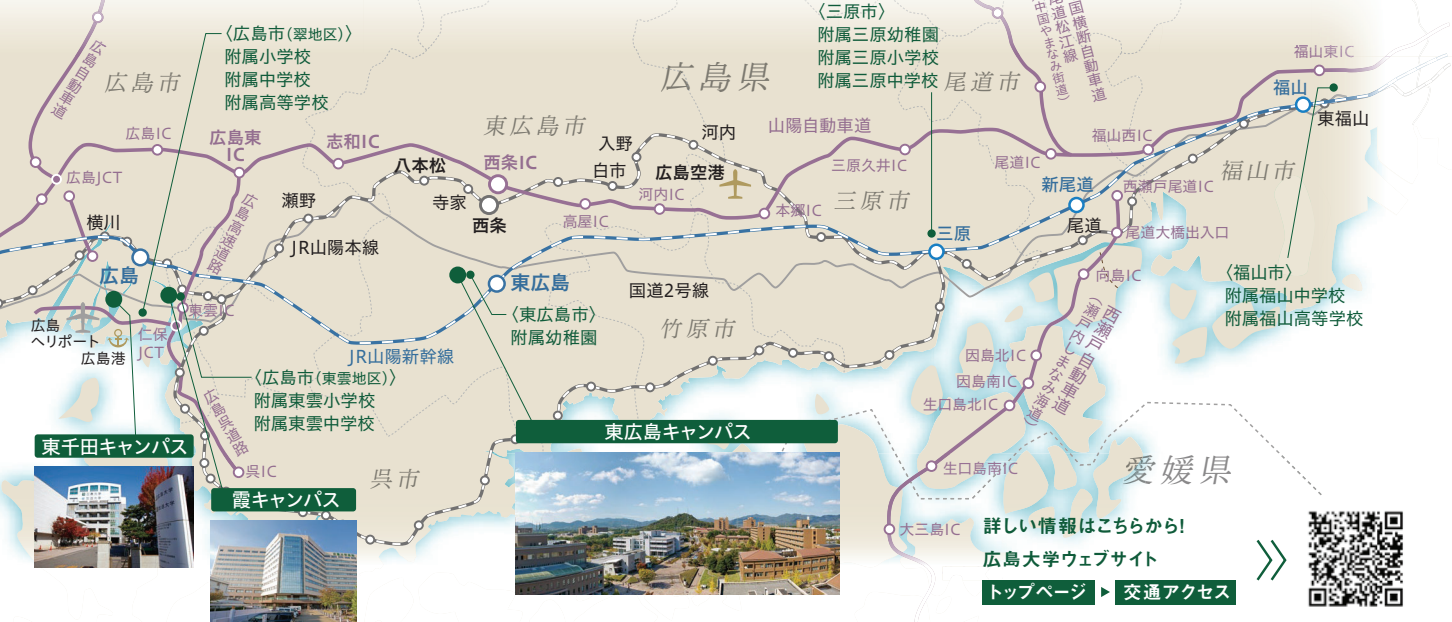 〈広島市(翠地区)〉
附属小学校
附属中学校
附属高等学校
〈三原市〉
附属三原幼稚園
附属三原小学校
附属三原中学校
広島県
尾道市
広島市
東広島市
三原市
福山市
竹原市
呉市
愛媛県
広島自動車道
国横断自動車道
尾道松江線
中国やまなみ街道)
福山東IC
福山
東福山
広島IC
広島東
IC
志和IC
八本松
西条IC
寺家
西条
入野
白市
河内
広島空港
山陽自動車道
三原久井IC
尾道IC
福山西IC
広島JCT
横川
瀬野
広島高速道路
JR山陽本線
高屋IC
河内IC
本郷IC
新尾道
西瀬戸尾道IC
尾道
尾道大橋出入口
三原
向島IC
広島
東広島
国道2号線
〈東広島市〉
附属幼稚園
〈福山市〉
附属福山中学校
附属福山高等学校
広島
ヘリポート
広島港
仁保
JCT
東雲IC
JR山陽新幹線
〈広島市(東雲地区)〉
附属東雲小学校
附属東雲中学校
広島呉道路
呉IC
西瀬戸自動車道
(瀬戸内しまなみ海道)
因島北IC
因島南IC
生口島北IC
生口島南IC
大三島IC
東千田キャンパス
霞キャンパス
東広島キャンパス
詳しい情報はこちらから!
広島大学ウェブサイト
トップページ ▶ 交通アクセス